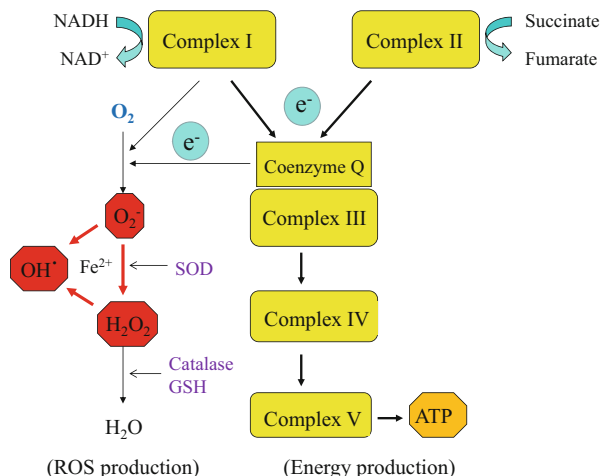 NADH
Complex I
Complex II
Succinate
NAD⁺
Fumarate
O₂
e⁻
e⁻
Coenzyme Q
O₂⁻
Complex III
OH˙
Fe²⁺
SOD
H₂O₂
Complex IV
Catalase
GSH
H₂O
Complex V
ATP
(ROS production)
(Energy production)